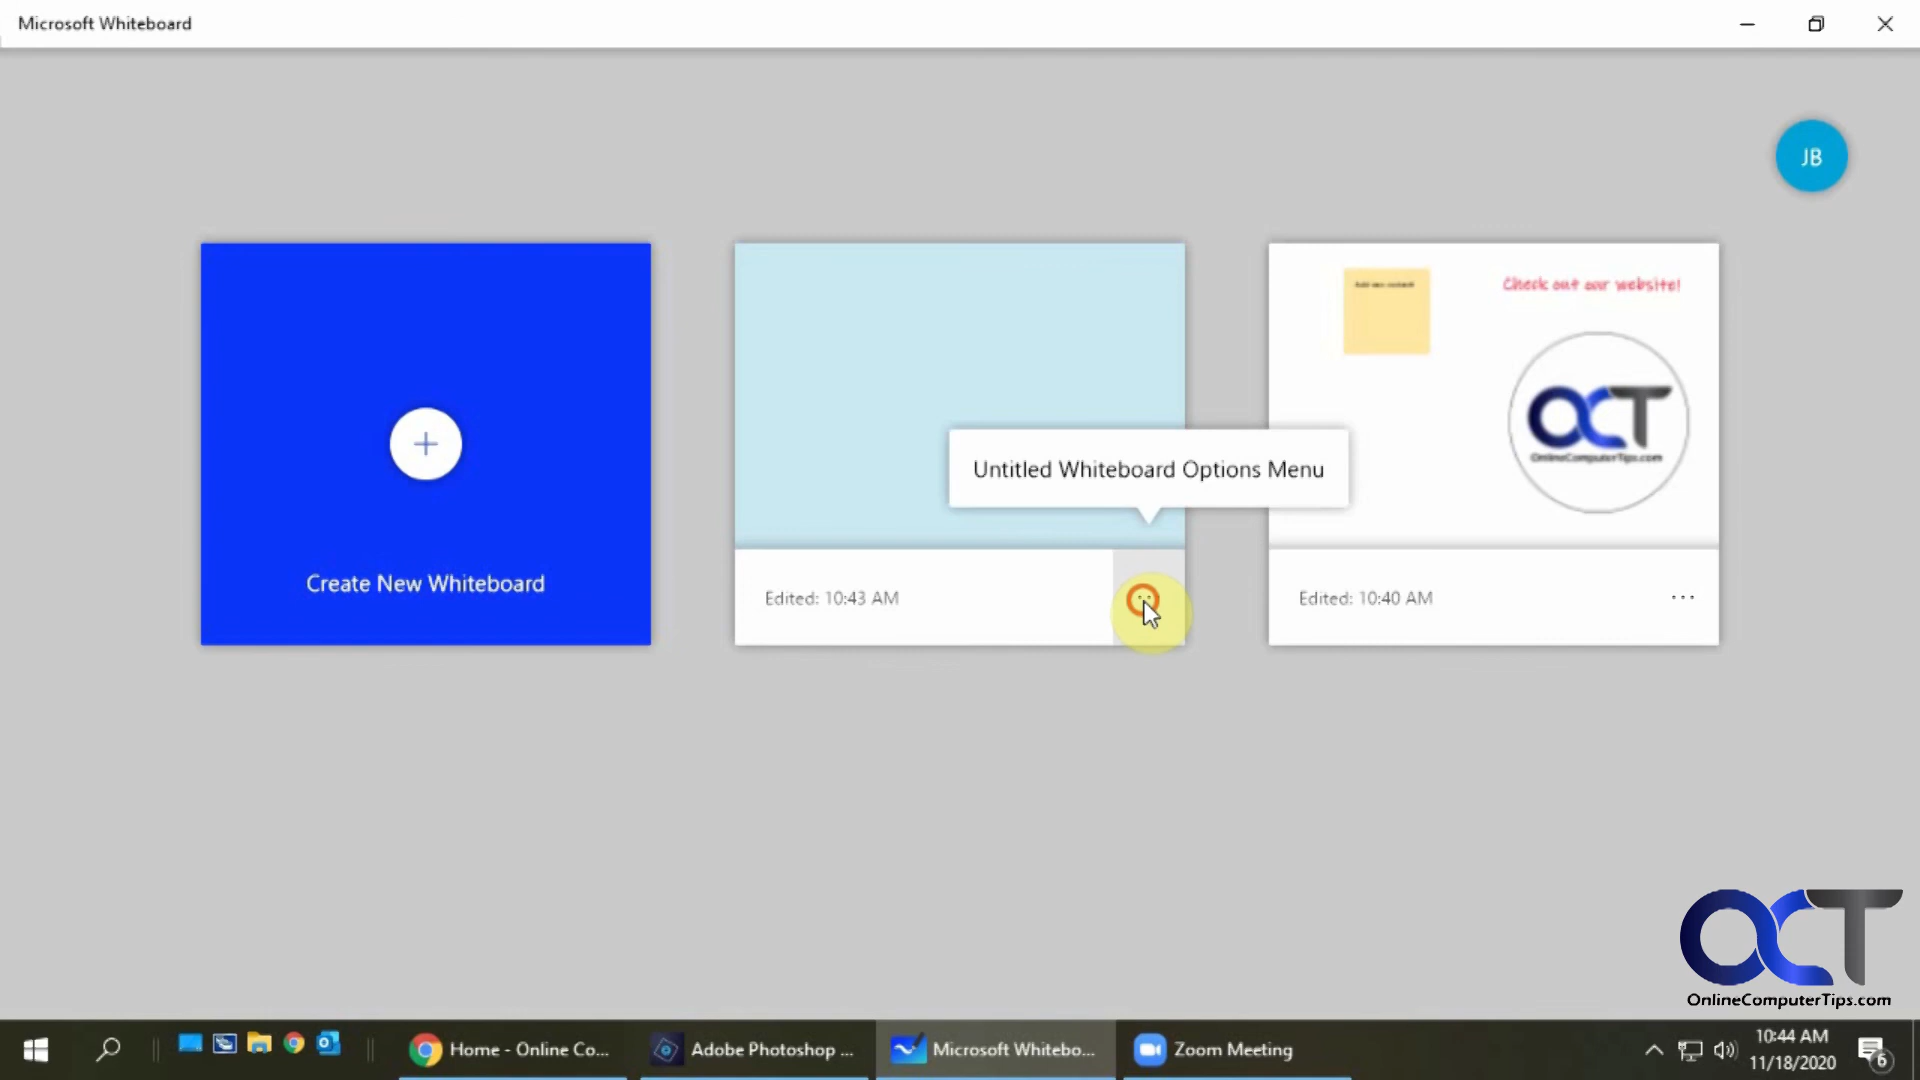 Microsoft Whiteboard
JB
Check out our website!
OCT
OnlineComputerTips.com
Untitled Whiteboard Options Menu
Create New Whiteboard
Edited: 10:43 AM
Edited: 10:40 AM
OCT
OnlineComputerTips.com
Home - Online Co...
Adobe Photoshop ...
Microsoft Whitebo...
Zoom Meeting
10:44 AM
11/18/2020
6